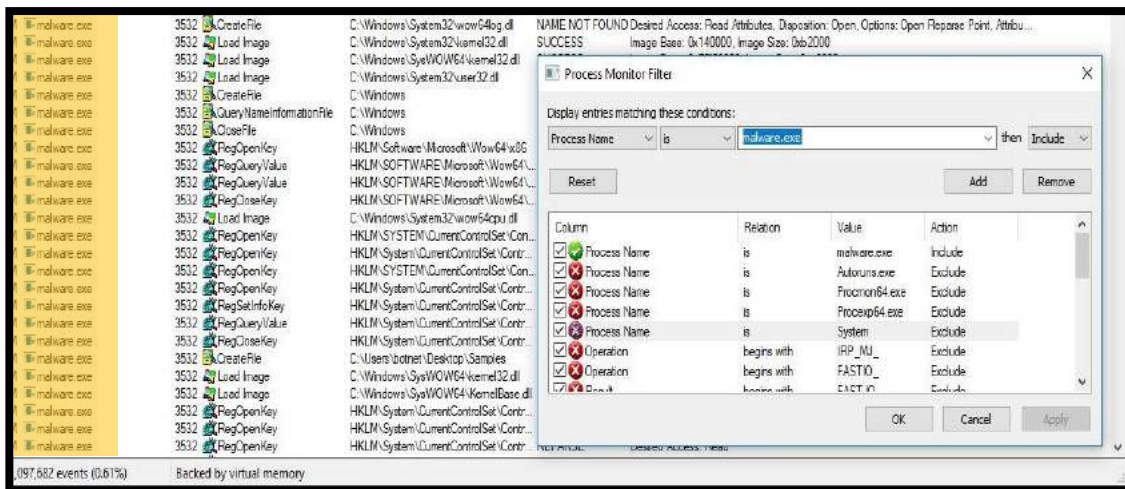 malware.exe 3532 CreateFile C:\Windows\System32\wow64log.dll NAME NOT FOUND Desired Access: Read Attributes, Disposition: Open, Options: Open Reparse Point, Attribu...
malware.exe 3532 Load Image C:\Windows\System32\kernel32.dll SUCCESS Image Base: 0x140000, Image Size: 0xb2000
malware.exe 3532 Load Image C:\Windows\SysWOW64\kernel32.dll
malware.exe 3532 Load Image C:\Windows\System32\user32.dll
malware.exe 3532 CreateFile C:\Windows
malware.exe 3532 QueryNameInformationFile C:\Windows
malware.exe 3532 CloseFile C:\Windows
malware.exe 3532 RegOpenKey HKLM\Software\Microsoft\Wow64\x86
malware.exe 3532 RegQueryValue HKLM\SOFTWARE\Microsoft\Wow64\...
malware.exe 3532 RegQueryValue HKLM\SOFTWARE\Microsoft\Wow64\...
malware.exe 3532 RegCloseKey HKLM\SOFTWARE\Microsoft\Wow64\...
malware.exe 3532 Load Image C:\Windows\System32\wow64cpu.dll
malware.exe 3532 RegOpenKey HKLM\SYSTEM\CurrentControlSet\Con...
malware.exe 3532 RegOpenKey HKLM\System\CurrentControlSet\Contr...
malware.exe 3532 RegOpenKey HKLM\SYSTEM\CurrentControlSet\Con...
malware.exe 3532 RegOpenKey HKLM\System\CurrentControlSet\Contr...
malware.exe 3532 RegSetInfoKey HKLM\System\CurrentControlSet\Contr...
malware.exe 3532 RegQueryValue HKLM\System\CurrentControlSet\Contr...
malware.exe 3532 RegCloseKey HKLM\System\CurrentControlSet\Contr...
malware.exe 3532 CreateFile C:\Users\botnet\Desktop\Samples
malware.exe 3532 Load Image C:\Windows\SysWOW64\kernel32.dll
malware.exe 3532 Load Image C:\Windows\SysWOW64\KernelBase.dll
malware.exe 3532 RegOpenKey HKLM\System\CurrentControlSet\Contr...
malware.exe 3532 RegOpenKey HKLM\System\CurrentControlSet\Contr...
malware.exe 3532 RegOpenKey HKLM\System\CurrentControlSet\Contr... Desired Access: Read
,097,682 events (0.61%) Backed by virtual memory
Process Monitor Filter
Display entries matching these conditions:
Process Name is malware.exe then Include
Reset Add Remove
Column Relation Value Action
Process Name is malware.exe Include
Process Name is Autoruns.exe Exclude
Process Name is Procmon64.exe Exclude
Process Name is Procexp64.exe Exclude
Process Name is System Exclude
Operation begins with IRP_MJ_ Exclude
Operation begins with FASTIO_ Exclude
Result begins with FASTIO Exclude
OK Cancel Apply